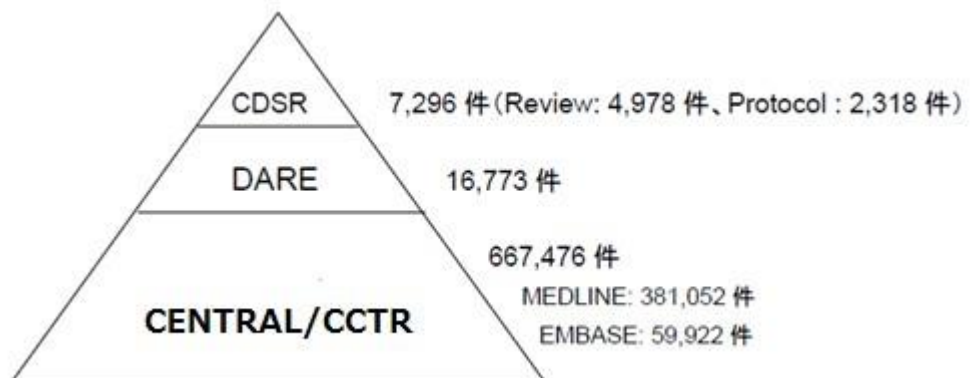 CDSR 7,296 件(Review: 4,978 件、Protocol : 2,318 件)
DARE 16,773 件
667,476 件
MEDLINE: 381,052 件
CENTRAL/CCTR
EMBASE: 59,922 件